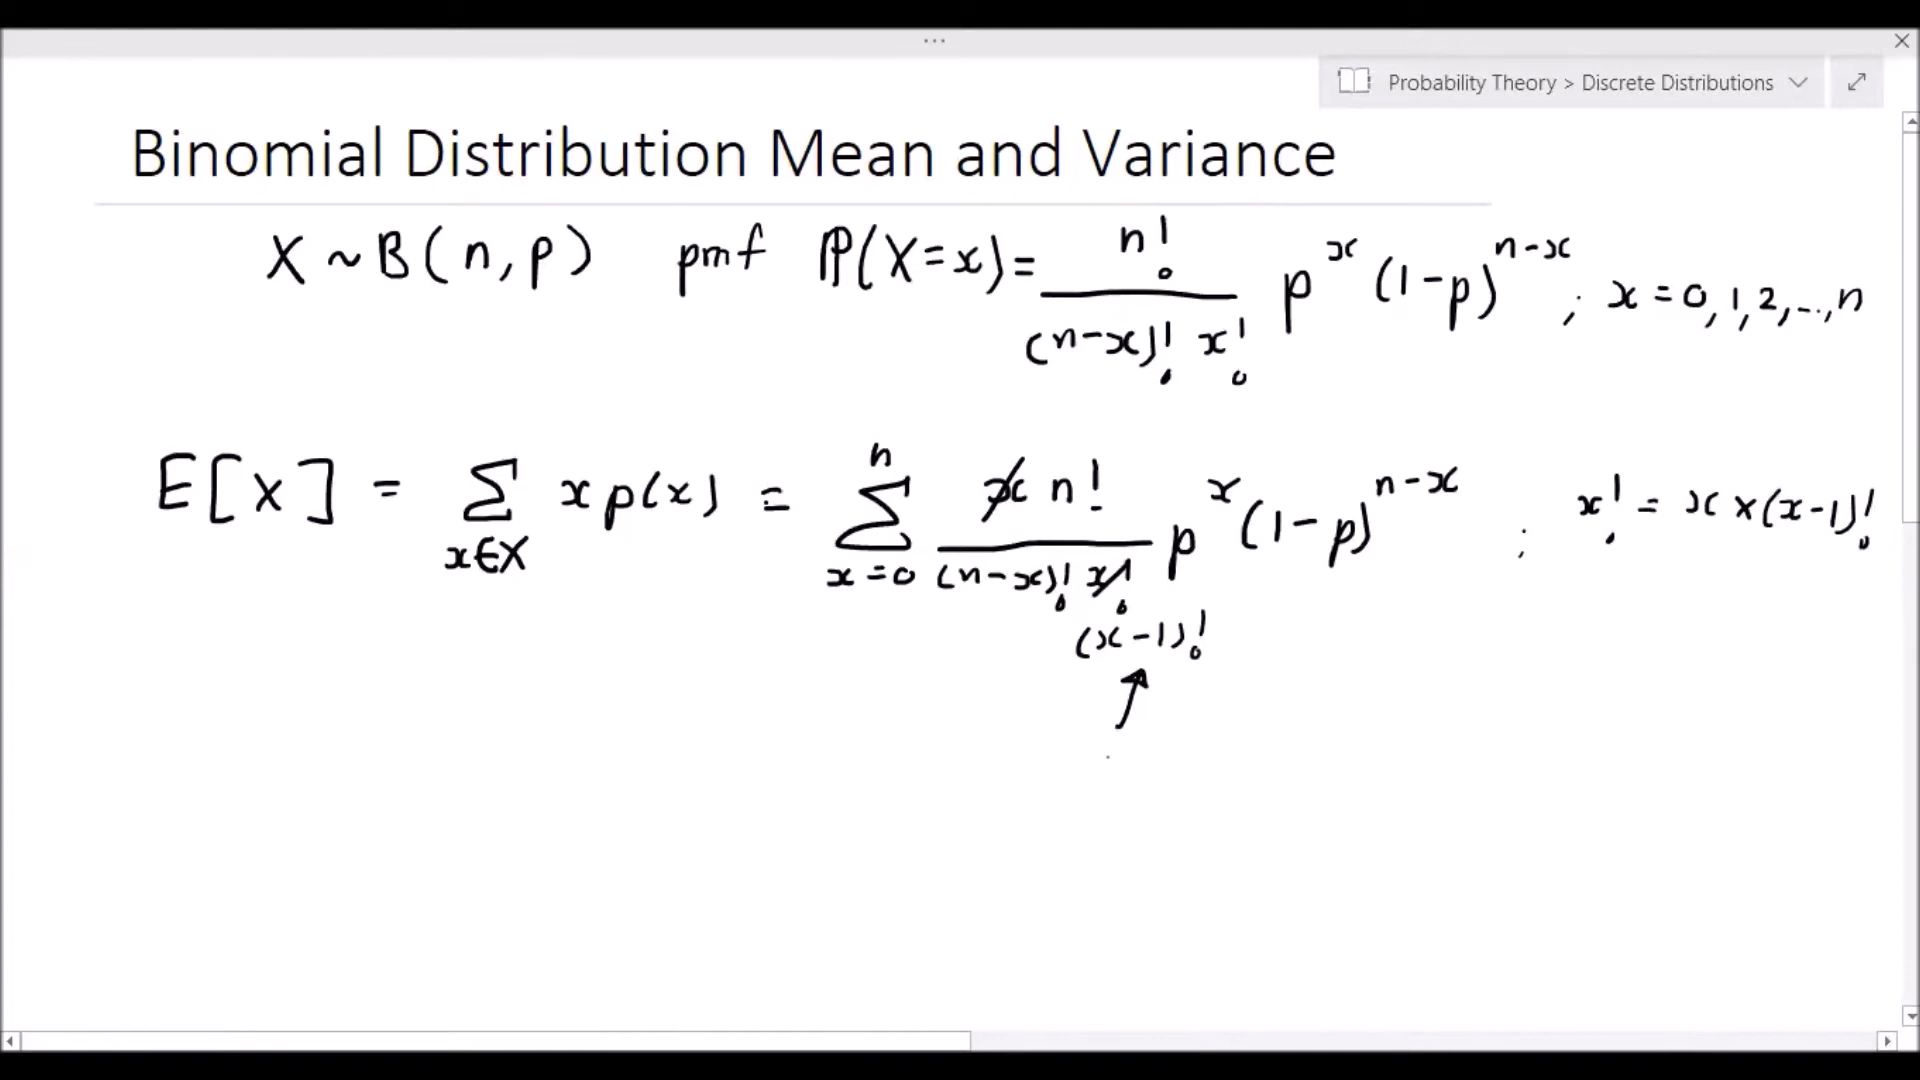 Probability Theory > Discrete Distributions
Binomial Distribution Mean and Variance
X ~ B(n, p) pmf ℙ(X = x) = n! / ((n-x)! x!) p^x (1-p)^(n-x) ; x = 0, 1, 2, ..., n
E[X] = Σ_{x∈X} x p(x) = Σ_{x=0}^{n} x n! / ((n-x)! x!) p^x (1-p)^(n-x) ; x! = x × (x-1)!
(x-1)!